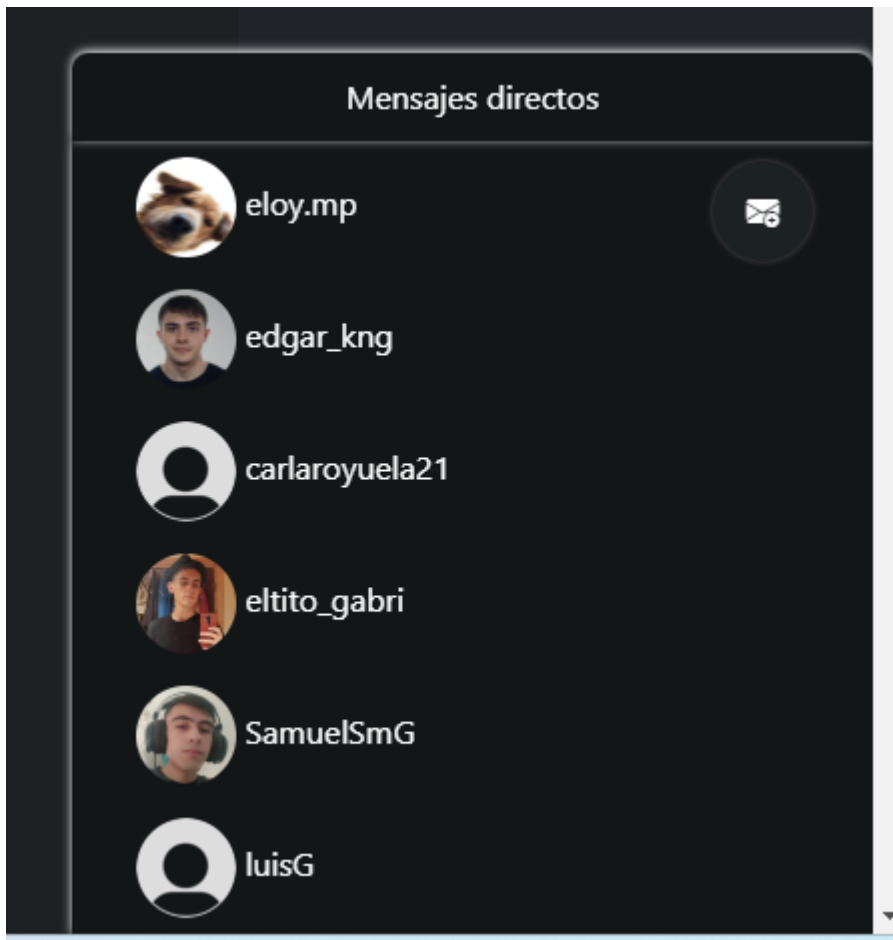 Mensajes directos
eloy.mp
edgar_kng
carlaroyuela21
eltito_gabri
SamuelSmG
luisG